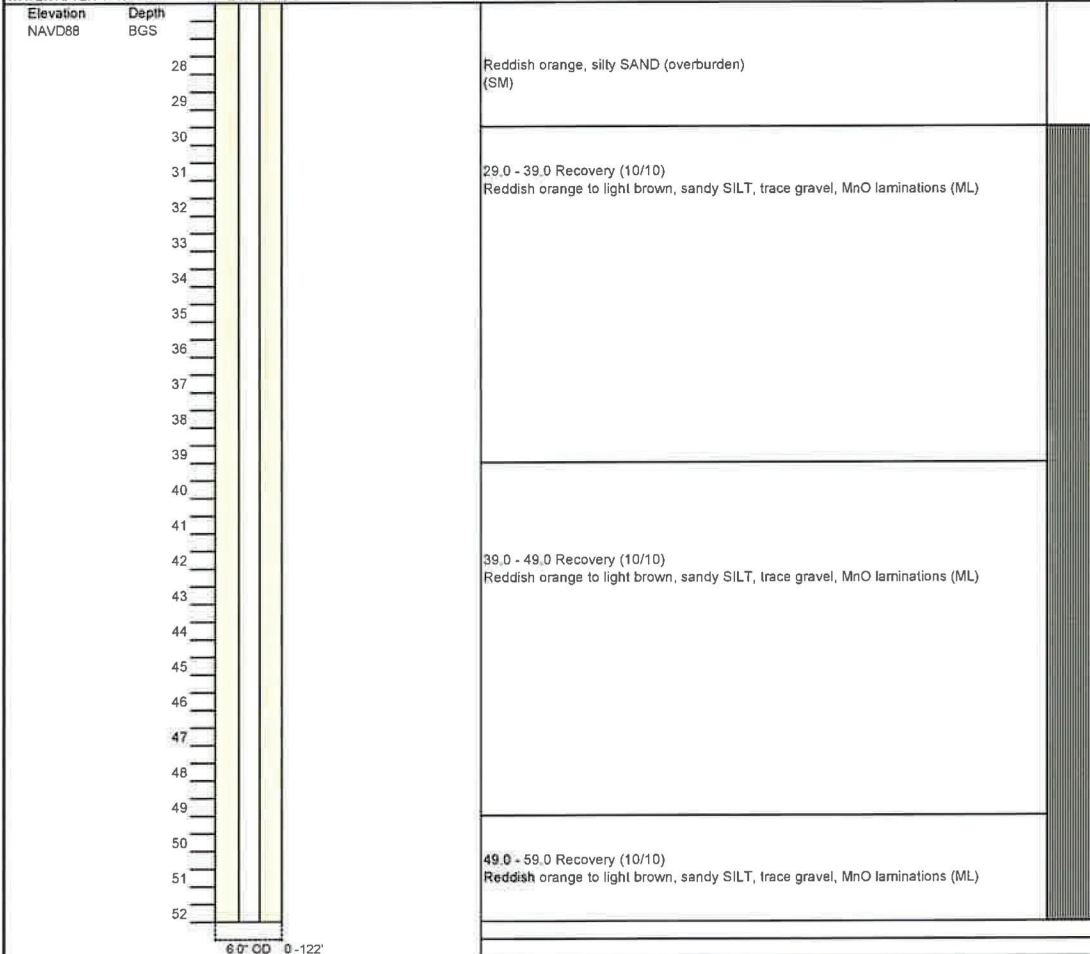 Elevation Depth
NAVD88 BGS
28
Reddish orange, silty SAND (overburden)
(SM)
29
30
31
29.0 - 39.0 Recovery (10/10)
Reddish orange to light brown, sandy SILT, trace gravel, MnO laminations (ML)
32
33
34
35
36
37
38
39
40
41
42
39.0 - 49.0 Recovery (10/10)
Reddish orange to light brown, sandy SILT, trace gravel, MnO laminations (ML)
43
44
45
46
47
48
49
50
49.0 - 59.0 Recovery (10/10)
51
Reddish orange to light brown, sandy SILT, trace gravel, MnO laminations (ML)
52
6.0" OD 0-122'